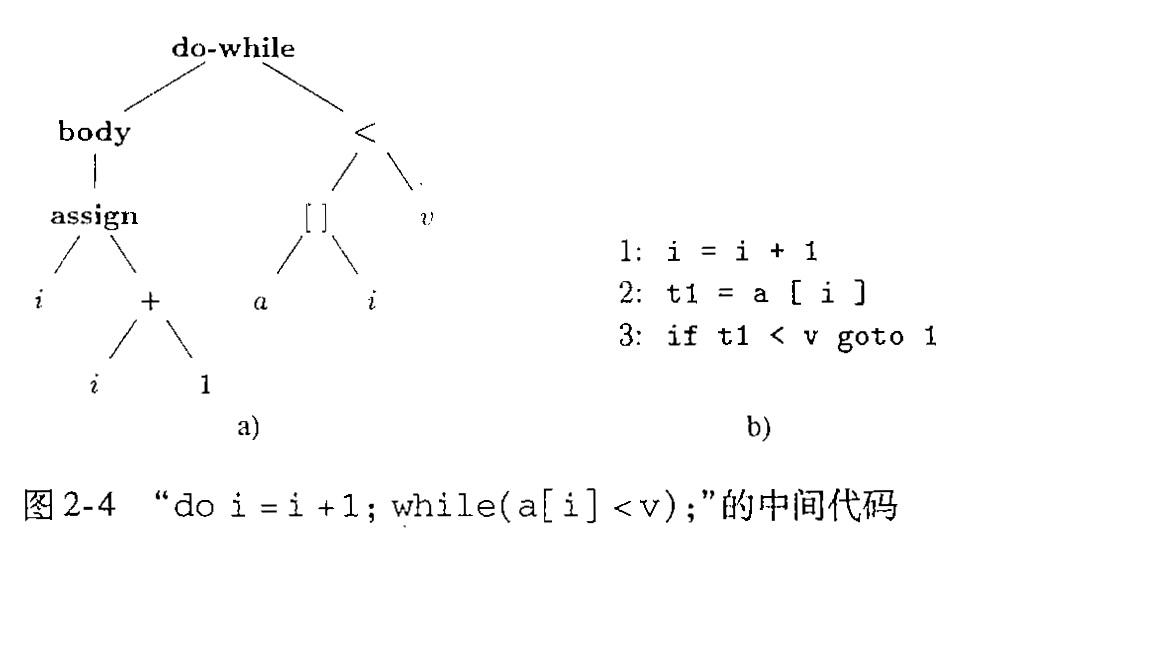 do-while
body <
assign [ ] v
i + a i
i 1
a)
1: i = i + 1
2: t1 = a [ i ]
3: if t1 < v goto 1
b)
图 2-4 “do i = i + 1; while(a[i] < v);”的中间代码